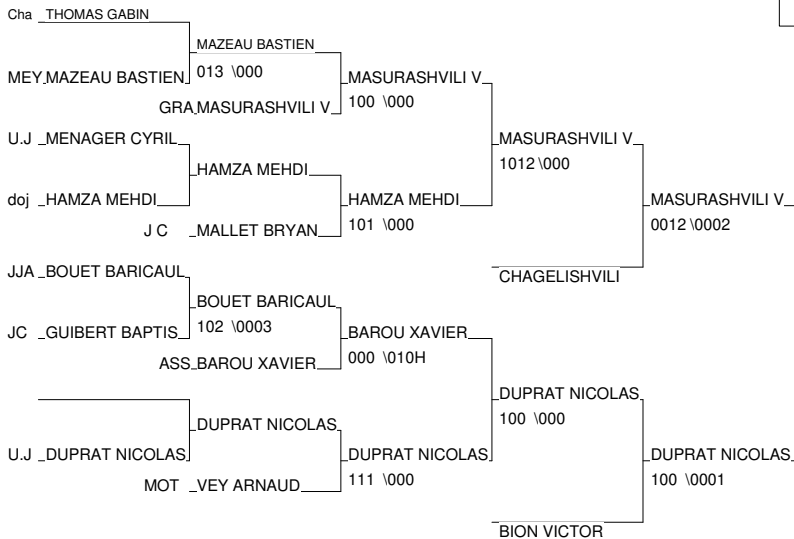 Cha THOMAS GABIN
MAZEAU BASTIEN
013 \000
MEY MAZEAU BASTIEN
MASURASHVILI V
100 \000
GRA MASURASHVILI V
U.J MENAGER CYRIL
MASURASHVILI V
1012 \000
HAMZA MEHDI
doj HAMZA MEHDI
HAMZA MEHDI
101 \000
MASURASHVILI V
0012 \0002
J C MALLET BRYAN
JJA BOUET BARICAUL
CHAGELISHVILI
BOUET BARICAUL
102 \0003
JC GUIBERT BAPTIS
BAROU XAVIER
000 \010H
ASS BAROU XAVIER
DUPRAT NICOLAS
100 \000
DUPRAT NICOLAS
U.J DUPRAT NICOLAS
DUPRAT NICOLAS
111 \000
DUPRAT NICOLAS
100 \0001
MOT VEY ARNAUD
BION VICTOR